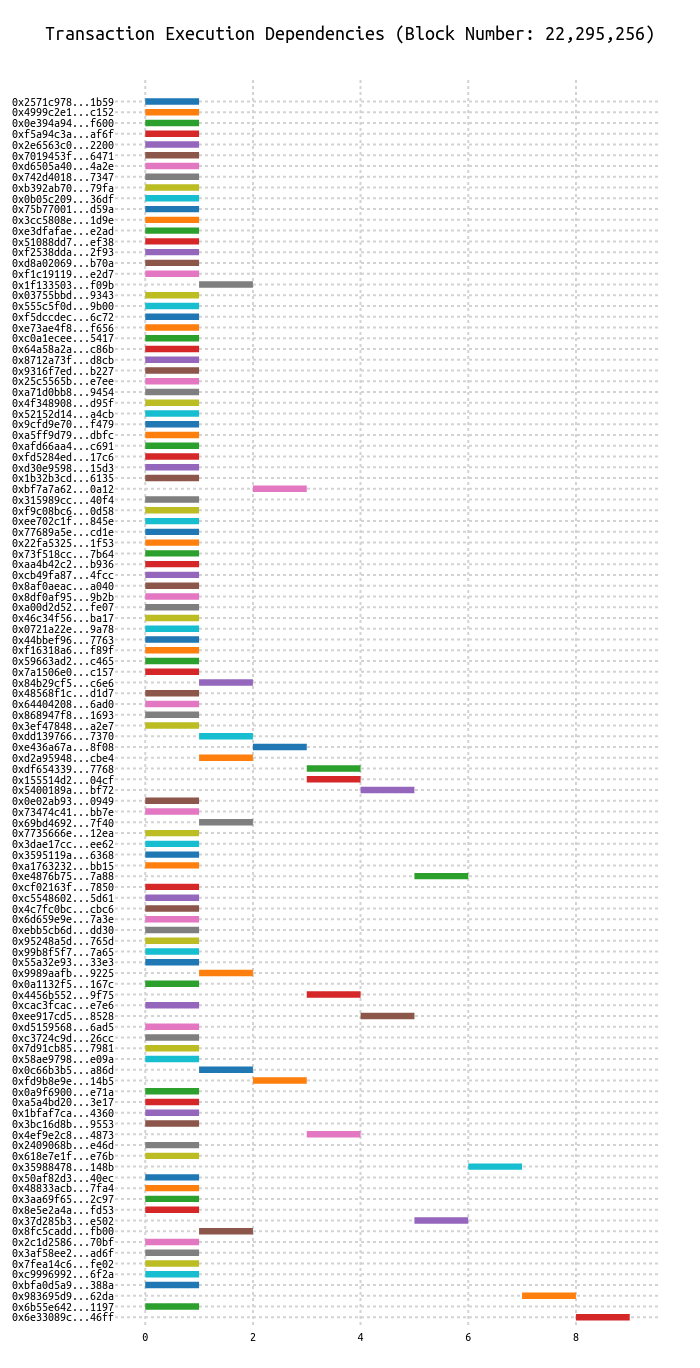 Transaction Execution Dependencies (Block Number: 22,295,256)
0x2571c978...1b59
0x4999c2e1...c152
0x0e394a94...f600
0xf5a94c3a...af6f
0x2e6563c0...2200
0x7019453f...6471
0xd6505a40...4a2e
0x742d4018...7347
0xb392ab70...79fa
0x0b05c209...36df
0x75b77001...d59a
0x3cc5808e...1d9e
0xe3dfafae...e2ad
0x51088dd7...ef38
0xf2538dda...2f93
0xd8a02069...b70a
0xf1c19119...e2d7
0x1f133503...f09b
0x03755bbd...9343
0x555c5f0d...9b00
0xf5dccdec...6c72
0xe73ae4f8...f656
0xc0a1ecee...5417
0x64a58a2a...c86b
0x8712a73f...d8cb
0x9316f7ed...b227
0x25c5565b...e7ee
0xa71d0bb8...9454
0x4f348908...d95f
0x52152d14...a4cb
0x9cfd9e70...f479
0xa5ff9d79...dbfc
0xafd66aa4...c691
0xfd5284ed...17c6
0xd30e9598...15d3
0x1b32b3cd...6135
0xbf7a7a62...0a12
0x315989cc...40f4
0xf9c08bc6...0d58
0xee702c1f...845e
0x77689a5e...cd1e
0x22fa5325...1f53
0x73f518cc...7b64
0xaa4b42c2...b936
0xcb49fa87...4fcc
0x8af0aeac...a040
0x8df0af95...9b2b
0xa00d2d52...fe07
0x46c34f56...ba17
0x0721a22e...9a78
0x44bbef96...7763
0xf16318a6...f89f
0x59663ad2...c465
0x7a1506e0...c157
0x84b29cf5...c6e6
0x48568f1c...d1d7
0x64404208...6ad0
0x868947f8...1693
0x3ef47848...a2e7
0xdd139766...7370
0xe436a67a...8f08
0xd2a95948...cbe4
0xdf654339...7768
0x155514d2...04cf
0x5400189a...bf72
0x0e02ab93...0949
0x73474c41...bb7e
0x69bd4692...7f40
0x7735666e...12ea
0x3dae17cc...ee62
0x3595119a...6368
0xa1763232...bb15
0xe4876b75...7a88
0xcf02163f...7850
0xc5548602...5d61
0x4c7fc0bc...cbc6
0x6d659e9e...7a3e
0xebb5cb6d...dd30
0x95248a5d...765d
0x99b8f5f7...7a65
0x55a32e93...33e3
0x9989aafb...9225
0x0a1132f5...167c
0x4456b552...9f75
0xcac3fcac...e7e6
0xee917cd5...8528
0xd5159568...6ad5
0xc3724c9d...26cc
0x7d91cb85...7981
0x58ae9798...e09a
0x0c66b3b5...a86d
0xfd9b8e9e...14b5
0x0a9f6900...e71a
0xa5a4bd20...3e17
0x1bfaf7ca...4360
0x3bc16d8b...9553
0x4ef9e2c8...4873
0x2409068b...e46d
0x618e7e1f...e76b
0x35988478...148b
0x50af82d3...40ec
0x48833acb...7fa4
0x3aa69f65...2c97
0x8e5e2a4a...fd53
0x37d285b3...e502
0x8fc5cadd...fb00
0x2c1d2586...70bf
0x3af58ee2...ad6f
0x7fea14c6...fe02
0xc9996992...6f2a
0xbfa0d5a9...388a
0x983695d9...62da
0x6b55e642...1197
0x6e33089c...46ff
0 2 4 6 8